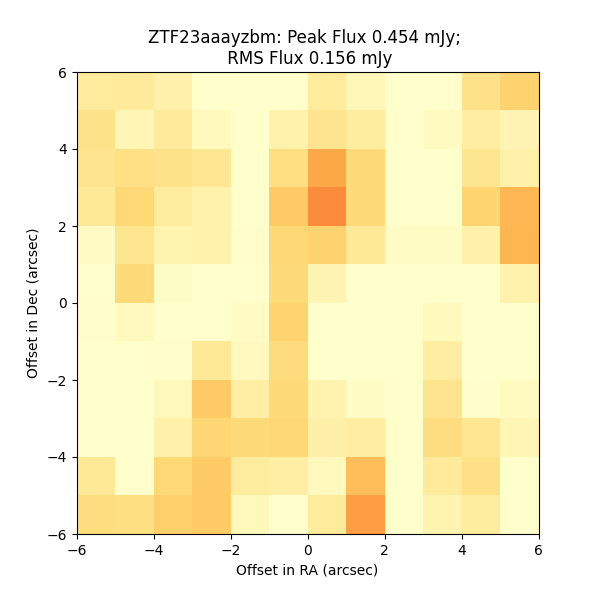 ZTF23aaayzbm: Peak Flux 0.454 mJy;
RMS Flux 0.156 mJy
6
4
2
0
−2
−4
−6
Offset in Dec (arcsec)
−6 −4 −2 0 2 4 6
Offset in RA (arcsec)